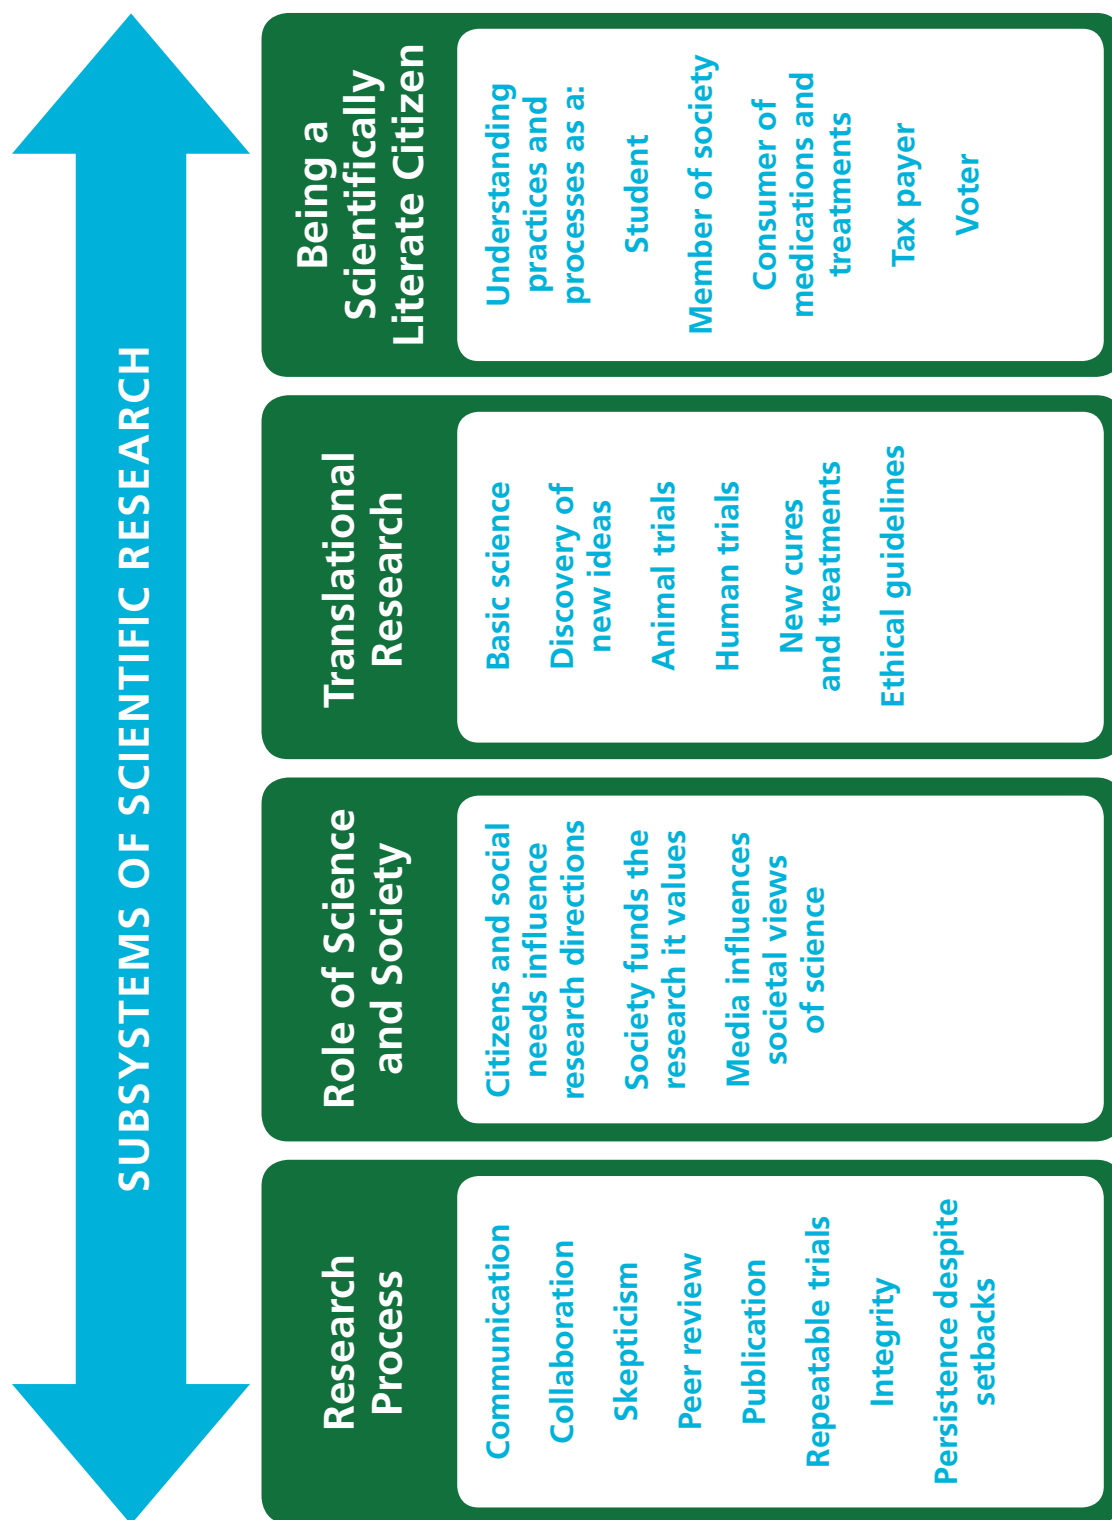 SUBSYSTEMS OF SCIENTIFIC RESEARCH
Research
Process
Communication
Collaboration
Skepticism
Peer review
Publication
Repeatable trials
Integrity
Persistence despite
setbacks
Role of Science
and Society
Citizens and social
needs influence
research directions
Society funds the
research it values
Media influences
societal views
of science
Translational
Research
Basic science
Discovery of
new ideas
Animal trials
Human trials
New cures
and treatments
Ethical guidelines
Being a
Scientifically
Literate Citizen
Understanding
practices and
processes as a:
Student
Member of society
Consumer of
medications and
treatments
Tax payer
Voter